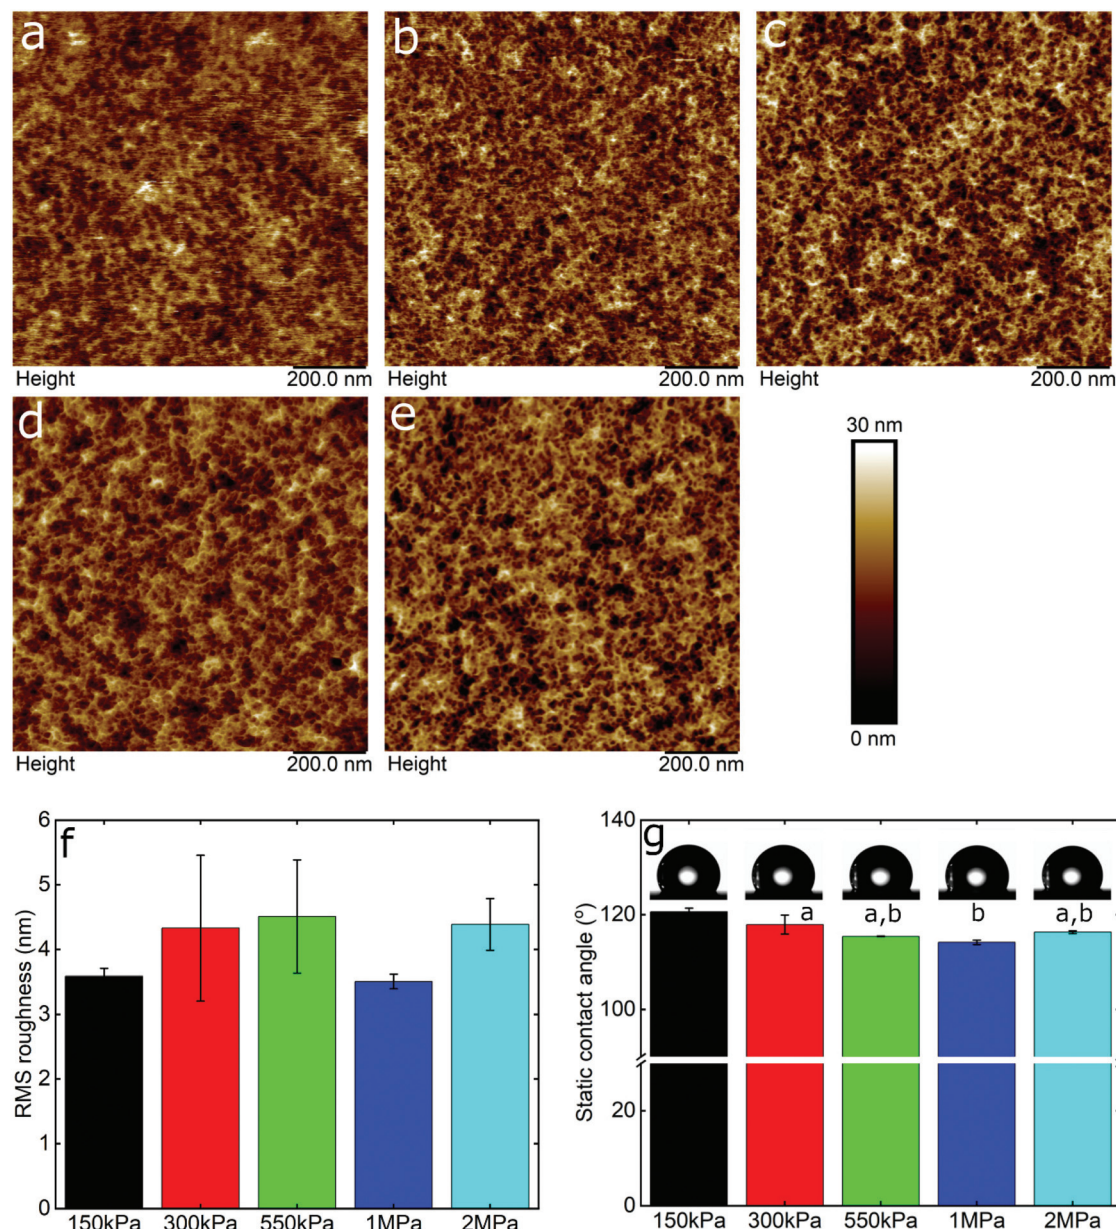 a
b
c
Height 200.0 nm
Height 200.0 nm
Height 200.0 nm
d
e
30 nm
0 nm
Height 200.0 nm
Height 200.0 nm
f
RMS roughness (nm)
6
5
4
3
2
1
0
150kPa 300kPa 550kPa 1MPa 2MPa
g
Static contact angle (°)
140
120
100
20
0
a a,b b a,b
150kPa 300kPa 550kPa 1MPa 2MPa